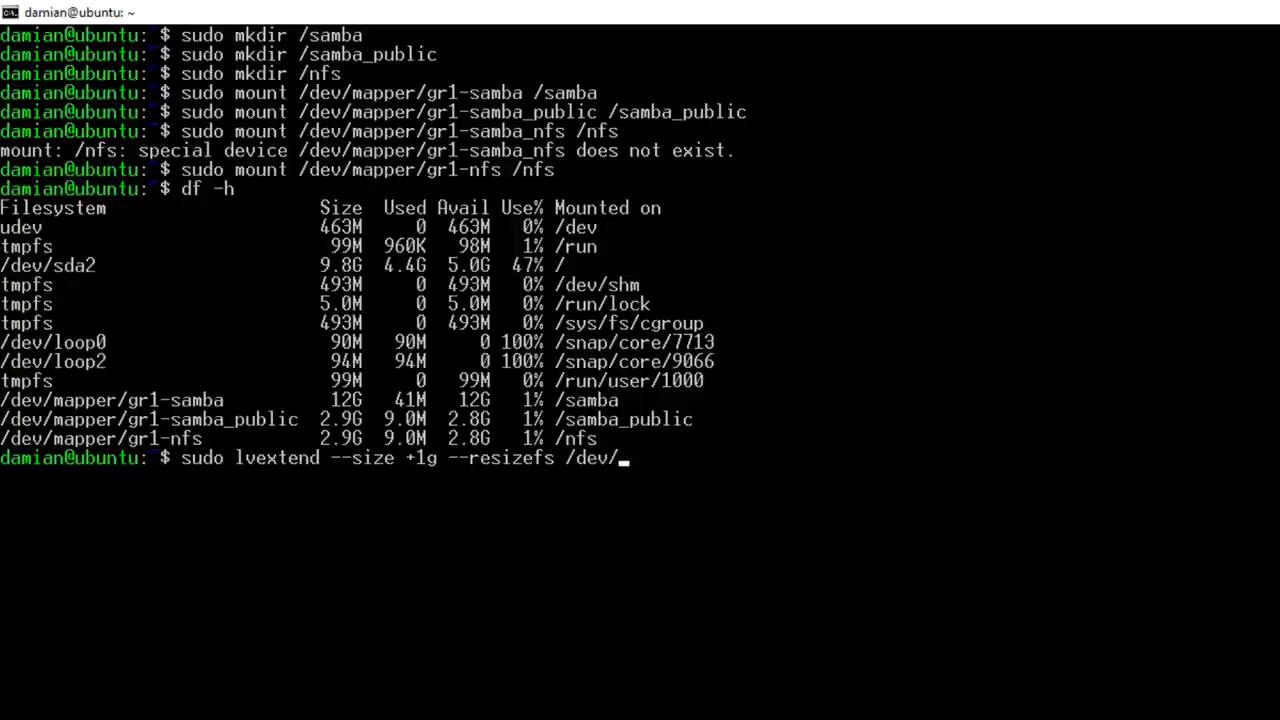 damian@ubuntu: ~
damian@ubuntu:~$ sudo mkdir /samba
damian@ubuntu:~$ sudo mkdir /samba_public
damian@ubuntu:~$ sudo mkdir /nfs
damian@ubuntu:~$ sudo mount /dev/mapper/gr1-samba /samba
damian@ubuntu:~$ sudo mount /dev/mapper/gr1-samba_public /samba_public
damian@ubuntu:~$ sudo mount /dev/mapper/gr1-samba_nfs /nfs
mount: /nfs: special device /dev/mapper/gr1-samba_nfs does not exist.
damian@ubuntu:~$ sudo mount /dev/mapper/gr1-nfs /nfs
damian@ubuntu:~$ df -h
Filesystem                    Size  Used Avail Use% Mounted on
udev                          463M     0  463M   0% /dev
tmpfs                          99M  960K   98M   1% /run
/dev/sda2                     9.8G  4.4G  5.0G  47% /
tmpfs                         493M     0  493M   0% /dev/shm
tmpfs                         5.0M     0  5.0M   0% /run/lock
tmpfs                         493M     0  493M   0% /sys/fs/cgroup
/dev/loop0                     90M   90M     0 100% /snap/core/7713
/dev/loop2                     94M   94M     0 100% /snap/core/9066
tmpfs                          99M     0   99M   0% /run/user/1000
/dev/mapper/gr1-samba          12G   41M   12G   1% /samba
/dev/mapper/gr1-samba_public  2.9G  9.0M  2.8G   1% /samba_public
/dev/mapper/gr1-nfs           2.9G  9.0M  2.8G   1% /nfs
damian@ubuntu:~$ sudo lvextend --size +1g --resizefs /dev/